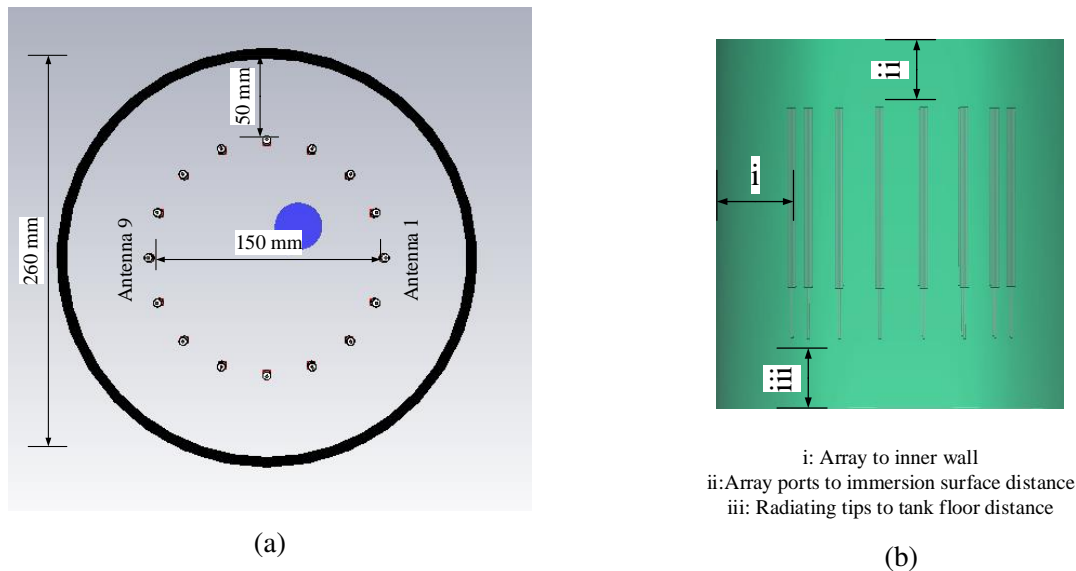 50 mm
260 mm
Antenna 9
150 mm
Antenna 1
(a)
ii
i
iii
i: Array to inner wall
ii:Array ports to immersion surface distance
iii: Radiating tips to tank floor distance
(b)